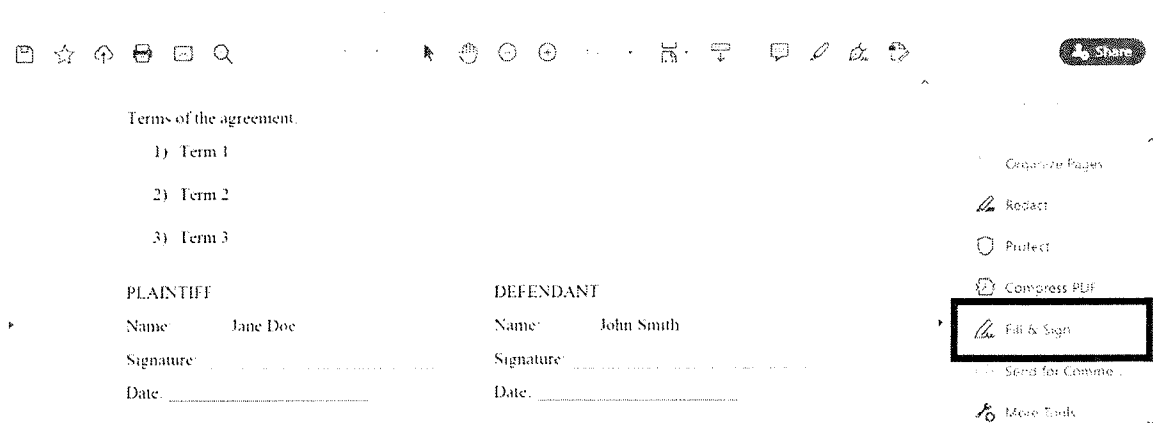 Share
Terms of the agreement.
1) Term 1
2) Term 2
3) Term 3
PLAINTIFF
Name: Jane Doe
Signature:
Date:
DEFENDANT
Name: John Smith
Signature:
Date:
Organize Pages
Redact
Protect
Compress PDF
Fill & Sign
Send for Comme...
More Tools